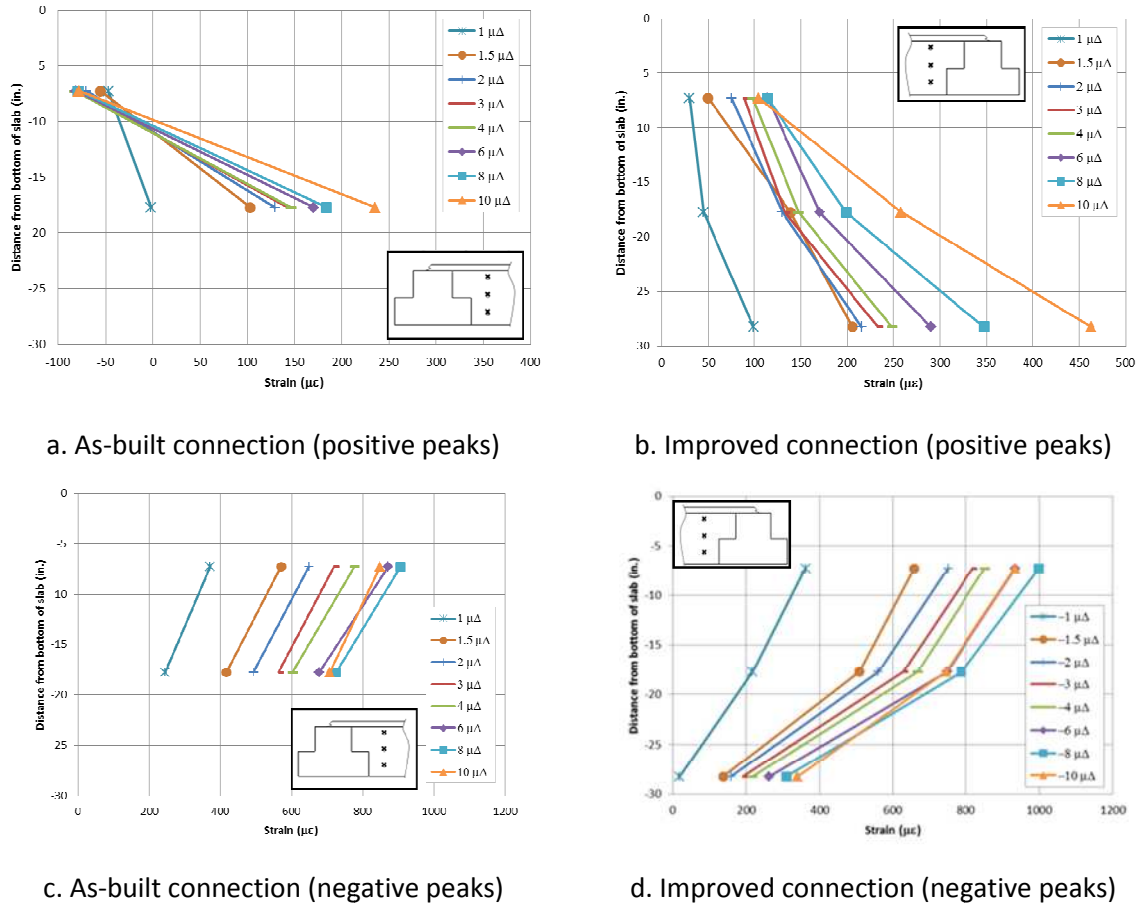 Distance from bottom of slab (in.)
0
5
-10
-15
20
-25
-30
-100 -50 0 50 100 150 200 250 300 350 400
Strain (με)
1 μΔ
1.5 μΔ
2 μΔ
3 μΔ
4 μΔ
6 μΔ
8 μΔ
10 μΔ
a. As-built connection (positive peaks)
Distance from bottom of slab (in.)
0
5
10
-15
20
25
30
0 50 100 150 200 250 300 350 400 450 500
Strain (με)
1 μΔ
1.5 μΔ
2 μΔ
3 μΔ
4 μΔ
6 μΔ
8 μΔ
10 μΔ
b. Improved connection (positive peaks)
Distance from bottom of slab (in.)
0
-5
10
-15
-20
25
-30
0 200 400 600 800 1000 1200
Strain (με)
1 μΔ
1.5 μΔ
2 μΔ
3 μΔ
4 μΔ
6 μΔ
8 μΔ
10 μΔ
c. As-built connection (negative peaks)
Distance from bottom of slab (in.)
0
-5
-10
-15
-20
-25
-30
0 200 400 600 800 1000 1200
Strain (με)
–1 μΔ
–1.5 μΔ
–2 μΔ
–3 μΔ
–4 μΔ
–6 μΔ
–8 μΔ
–10 μΔ
d. Improved connection (negative peaks)